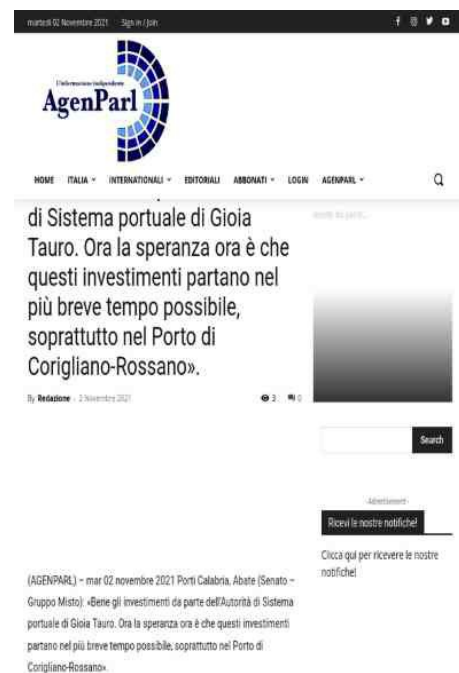 martedì 02 Novembre 2021 Sign in / Join
L'informazione indipendente
AgenParl
HOME ITALIA INTERNATIONALI EDITORIALI ABBONATI LOGIN AGENPARL
di Sistema portuale di Gioia
Tauro. Ora la speranza ora è che
questi investimenti partano nel
più breve tempo possibile,
soprattutto nel Porto di
Corigliano-Rossano».
By Redazione - 2 Novembre 2021 3 0
Search
- Advertisement -
Ricevi le nostre notifiche!
Clicca qui per ricevere le nostre
notifiche!
(AGENPARL) – mar 02 novembre 2021 Porti Calabria, Abate (Senato –
Gruppo Misto): «Bene gli investimenti da parte dell'Autorità di Sistema
portuale di Gioia Tauro. Ora la speranza ora è che questi investimenti
partano nel più breve tempo possibile, soprattutto nel Porto di
Corigliano-Rossano».